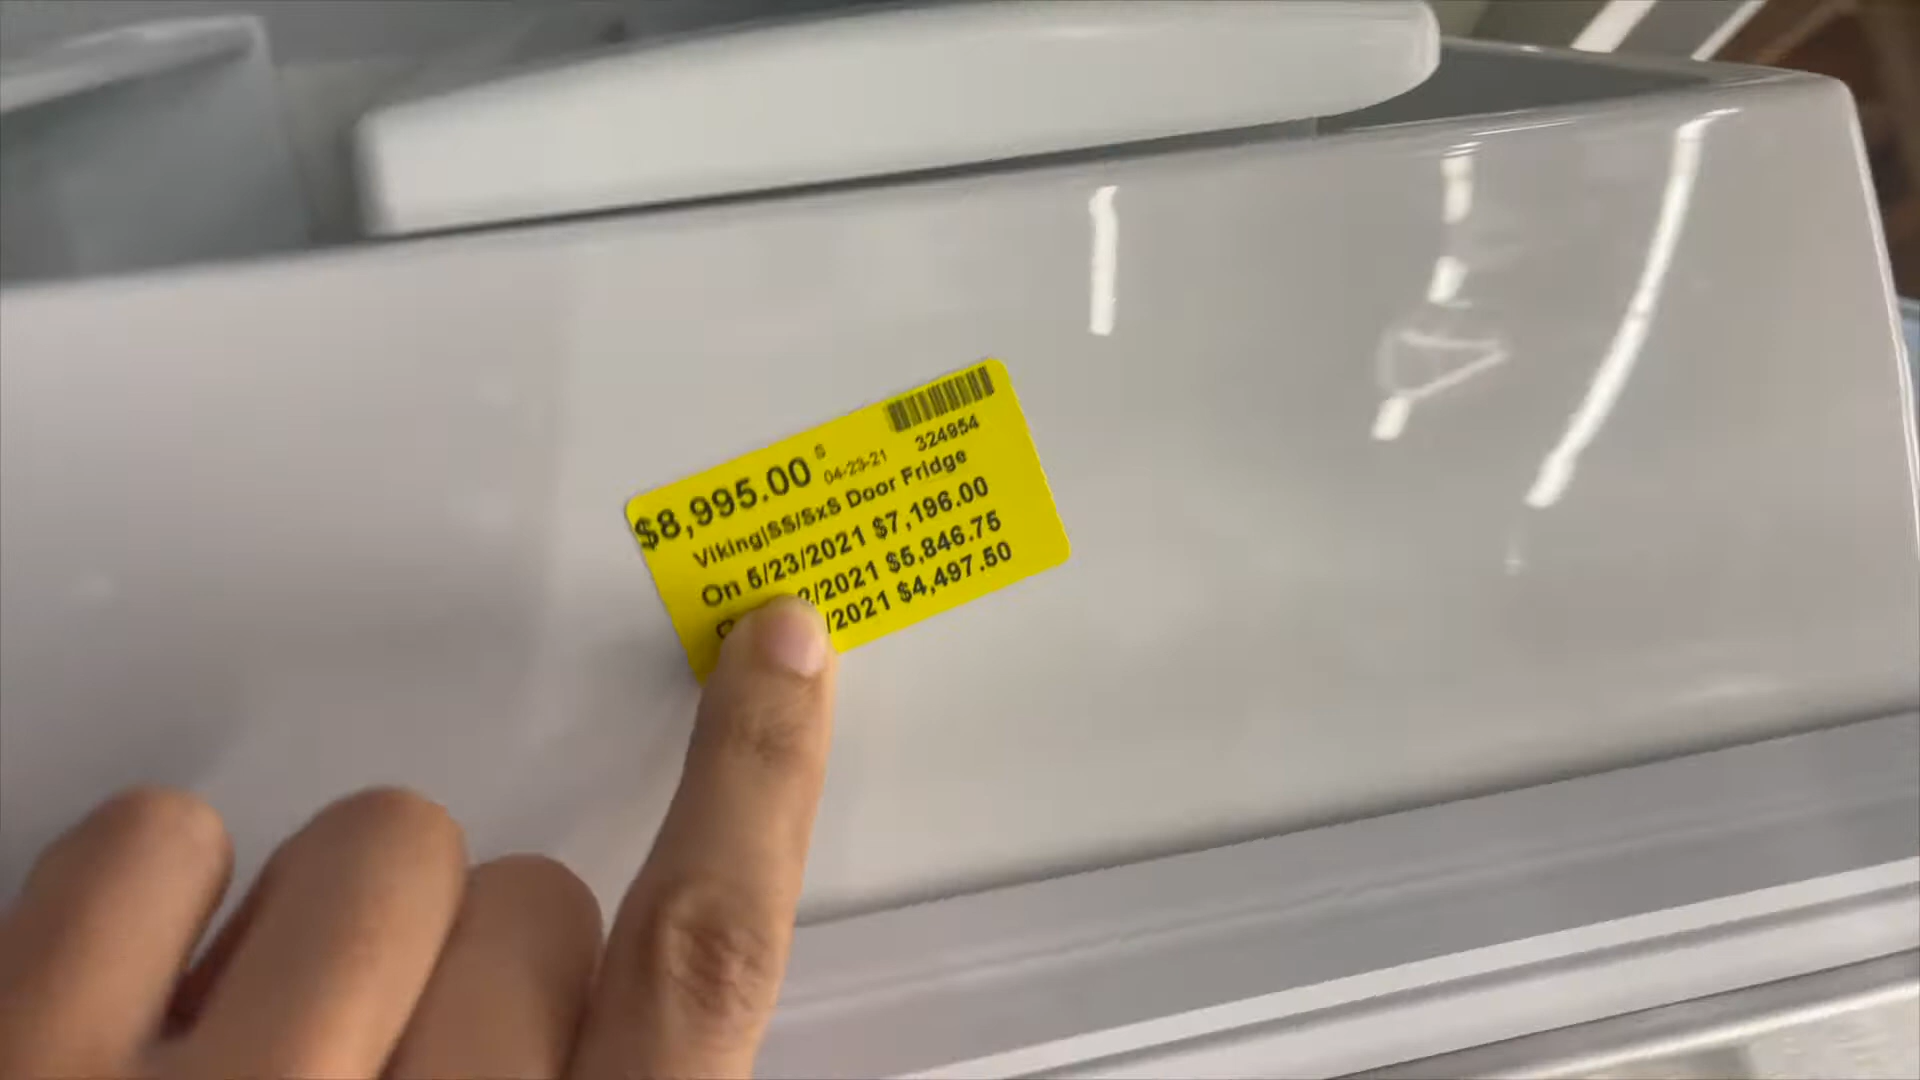 324954
$8,995.00 S 04-23-21
Viking|SS/SxS Door Fridge
On 5/23/2021 $7,196.00
2/2021 $5,846.75
/2021 $4,497.50